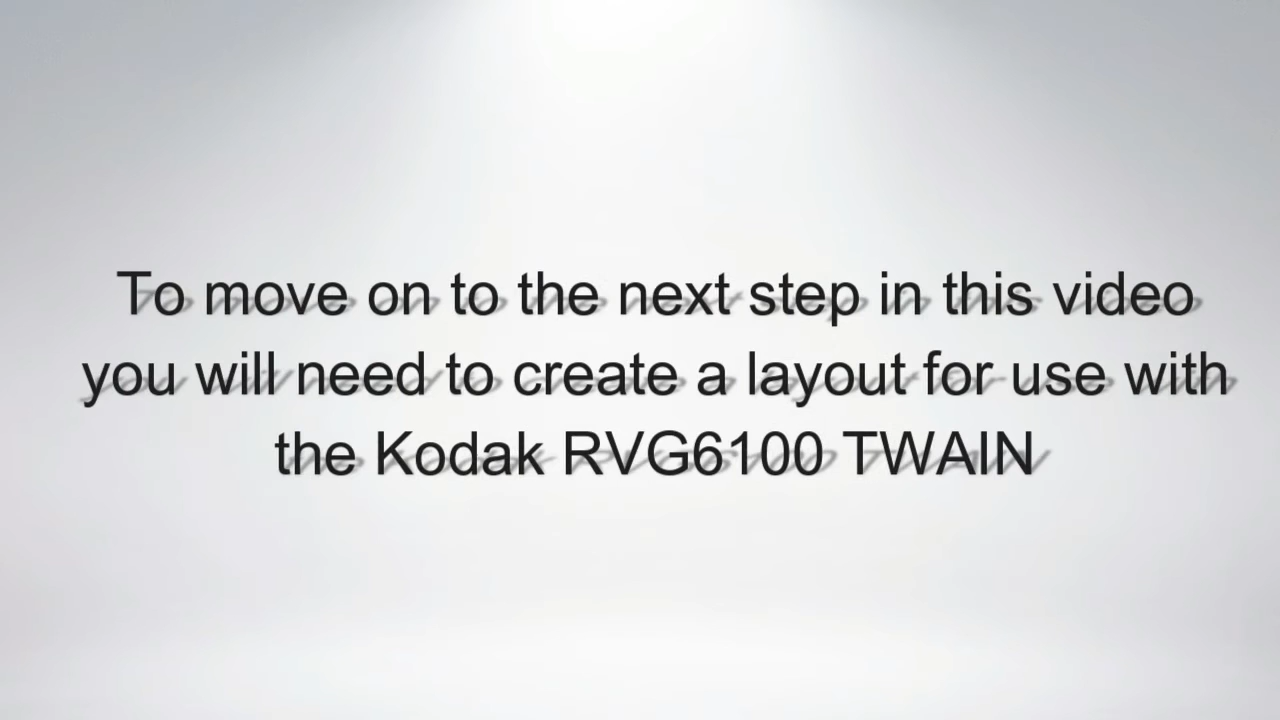 To move on to the next step in this video
you will need to create a layout for use with
the Kodak RVG6100 TWAIN